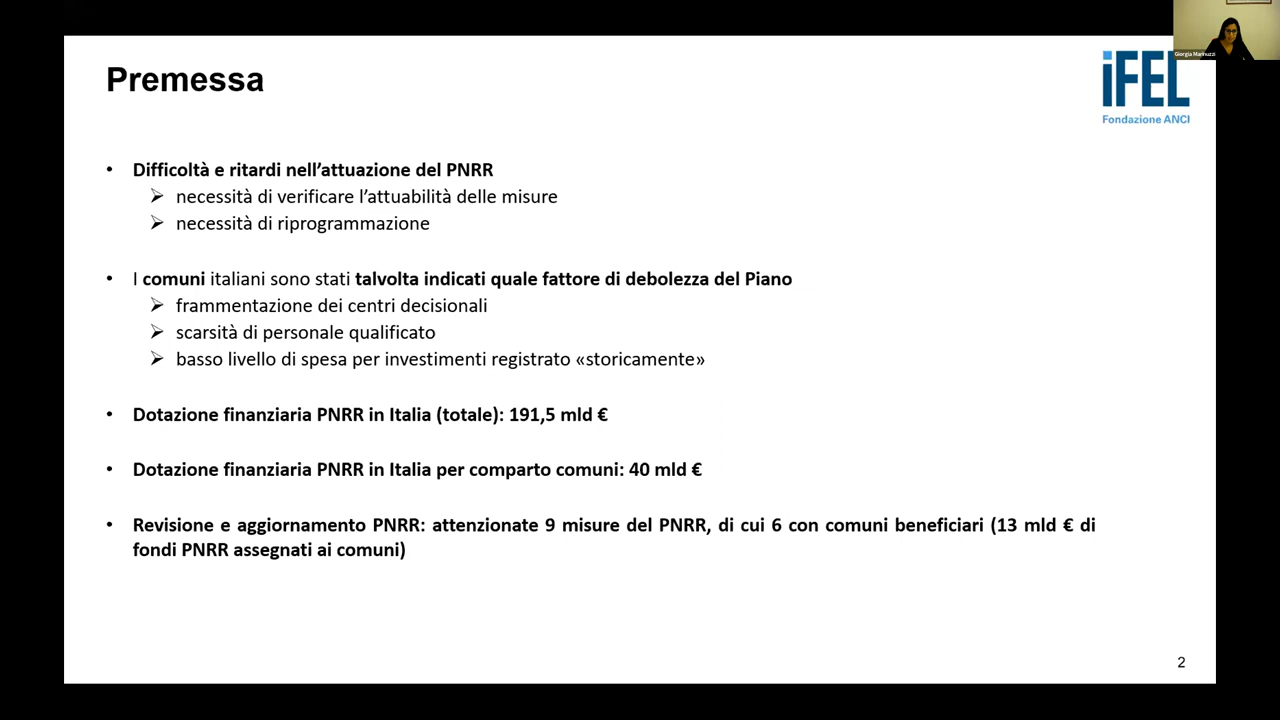 Giorgia Marinuzzi
Premessa
iFEL
Fondazione ANCI
• Difficoltà e ritardi nell’attuazione del PNRR
➢ necessità di verificare l’attuabilità delle misure
➢ necessità di riprogrammazione
• I comuni italiani sono stati talvolta indicati quale fattore di debolezza del Piano
➢ frammentazione dei centri decisionali
➢ scarsità di personale qualificato
➢ basso livello di spesa per investimenti registrato «storicamente»
• Dotazione finanziaria PNRR in Italia (totale): 191,5 mld €
• Dotazione finanziaria PNRR in Italia per comparto comuni: 40 mld €
• Revisione e aggiornamento PNRR: attenzionate 9 misure del PNRR, di cui 6 con comuni beneficiari (13 mld € di
fondi PNRR assegnati ai comuni)
2